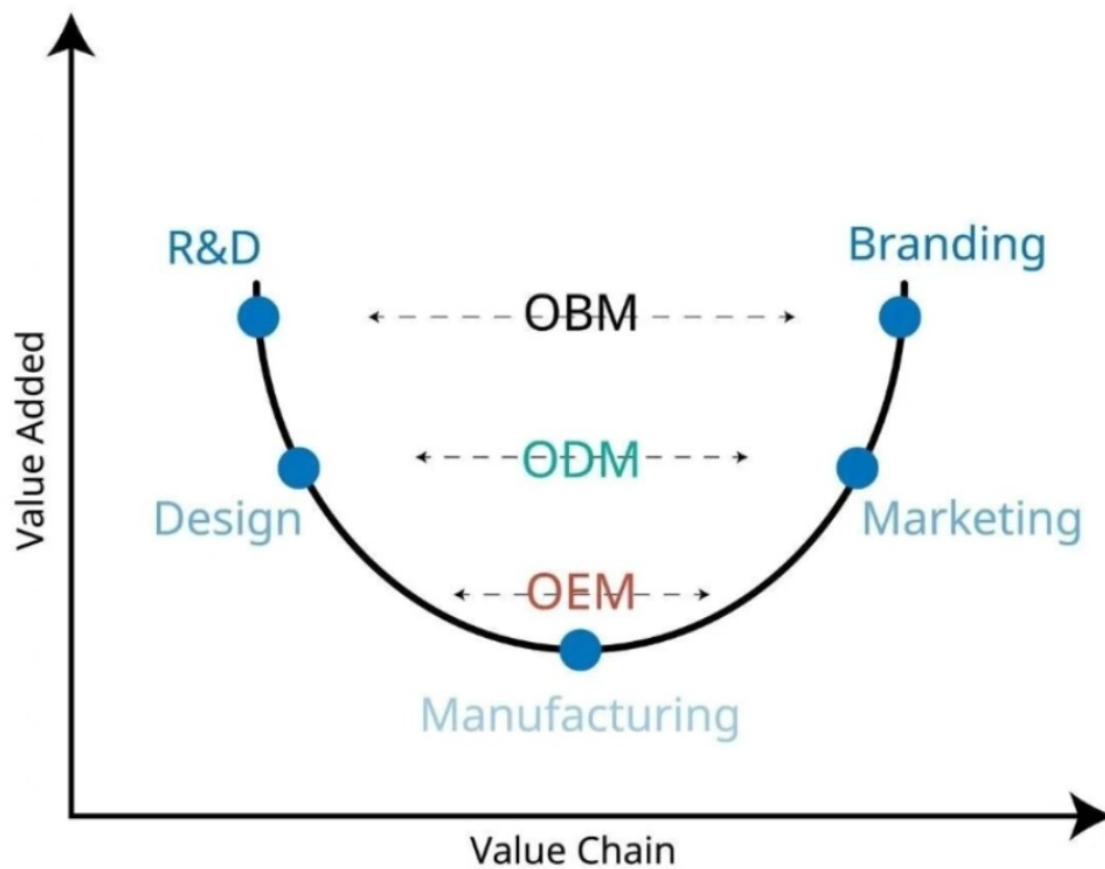 R&D
Branding
OBM
ODM
Design
Marketing
OEM
Manufacturing
Value Added
Value Chain